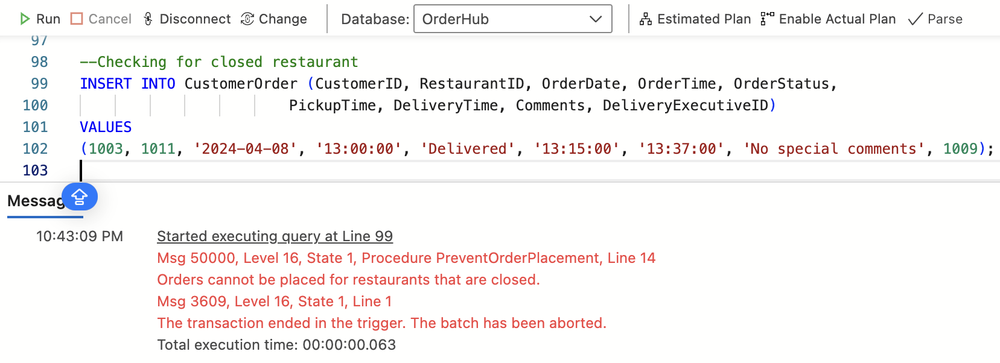 Run Cancel Disconnect Change Database: OrderHub Estimated Plan Enable Actual Plan Parse
97
98 --Checking for closed restaurant
99 INSERT INTO CustomerOrder (CustomerID, RestaurantID, OrderDate, OrderTime, OrderStatus,
100 PickupTime, DeliveryTime, Comments, DeliveryExecutiveID)
101 VALUES
102 (1003, 1011, '2024-04-08', '13:00:00', 'Delivered', '13:15:00', '13:37:00', 'No special comments', 1009);
103
Messag
10:43:09 PM Started executing query at Line 99
Msg 50000, Level 16, State 1, Procedure PreventOrderPlacement, Line 14
Orders cannot be placed for restaurants that are closed.
Msg 3609, Level 16, State 1, Line 1
The transaction ended in the trigger. The batch has been aborted.
Total execution time: 00:00:00.063